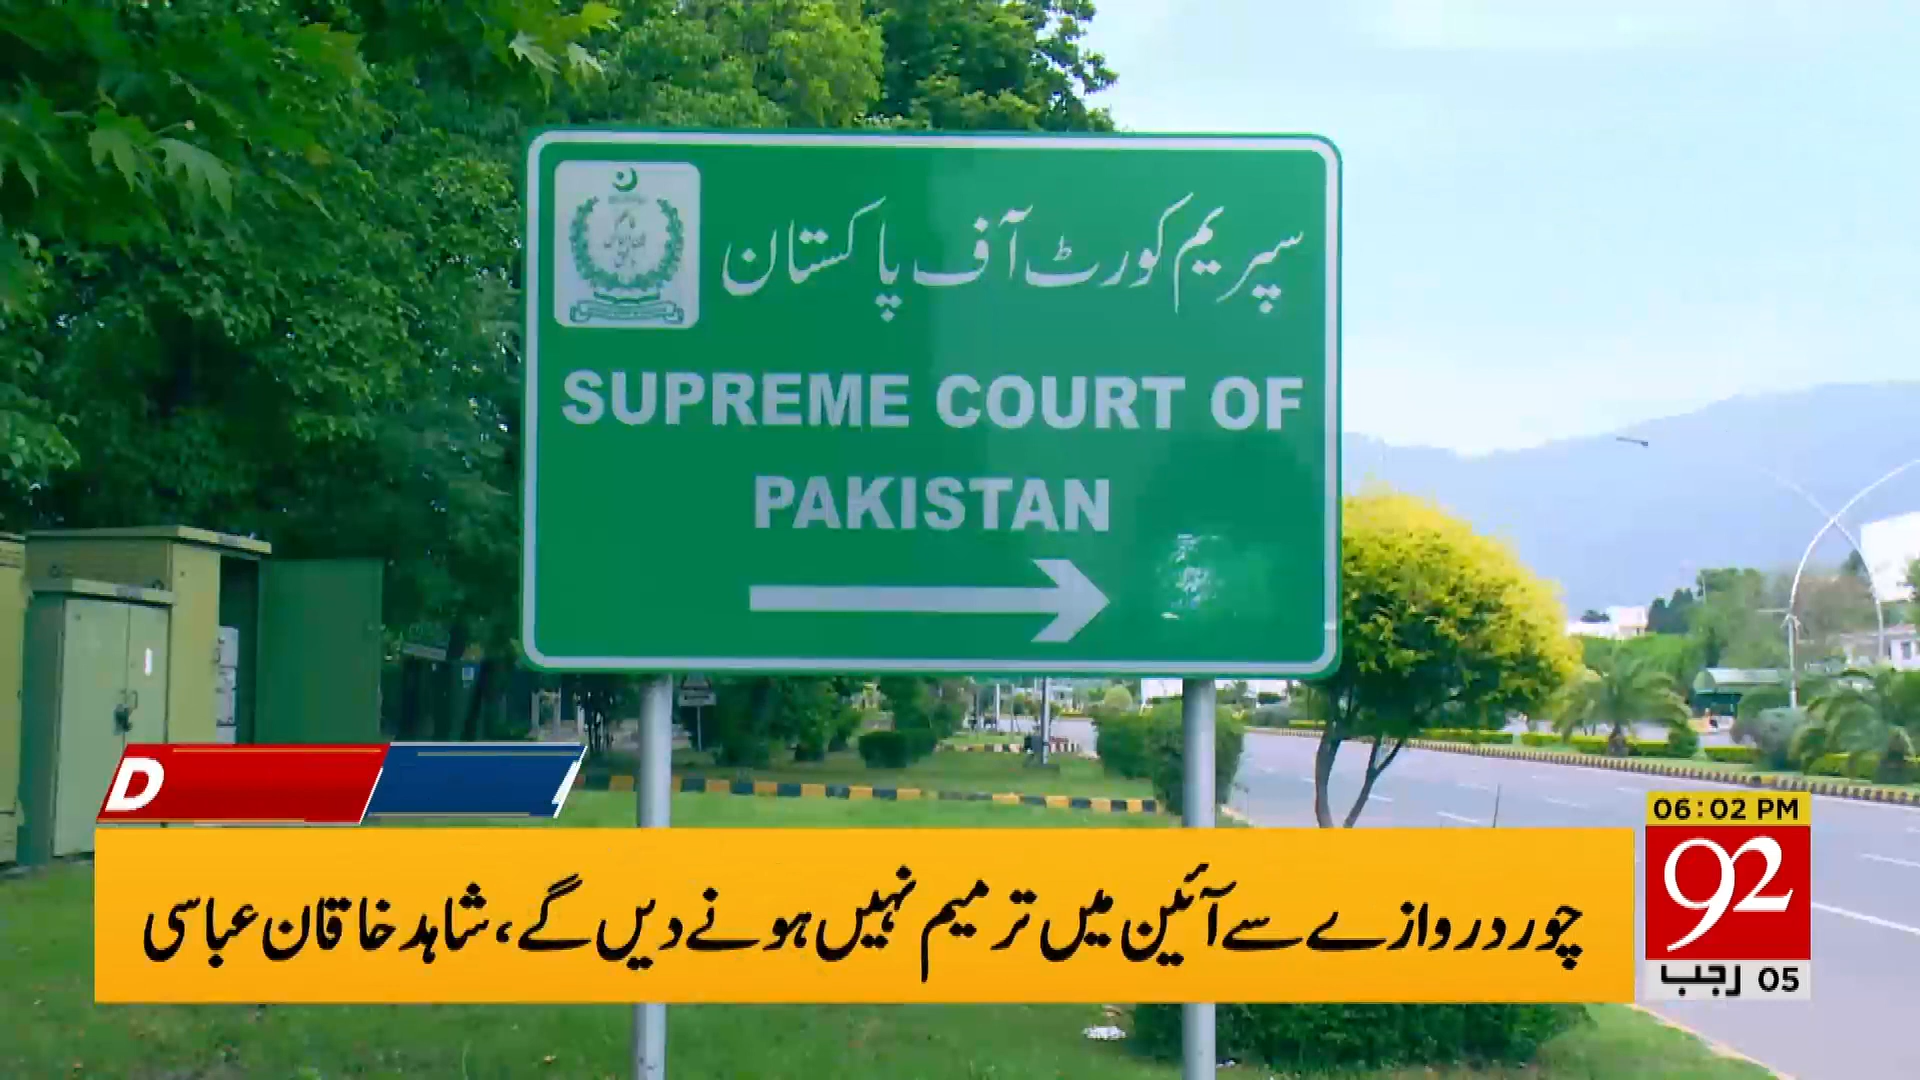 سپریم کورٹ آف پاکستان
SUPREME COURT OF
PAKISTAN
D
چور دروازے سے آئین میں ترمیم نہیں ہونے دیں گے، شاہد خاقان عباسی
06:02 PM
92
05 رجب